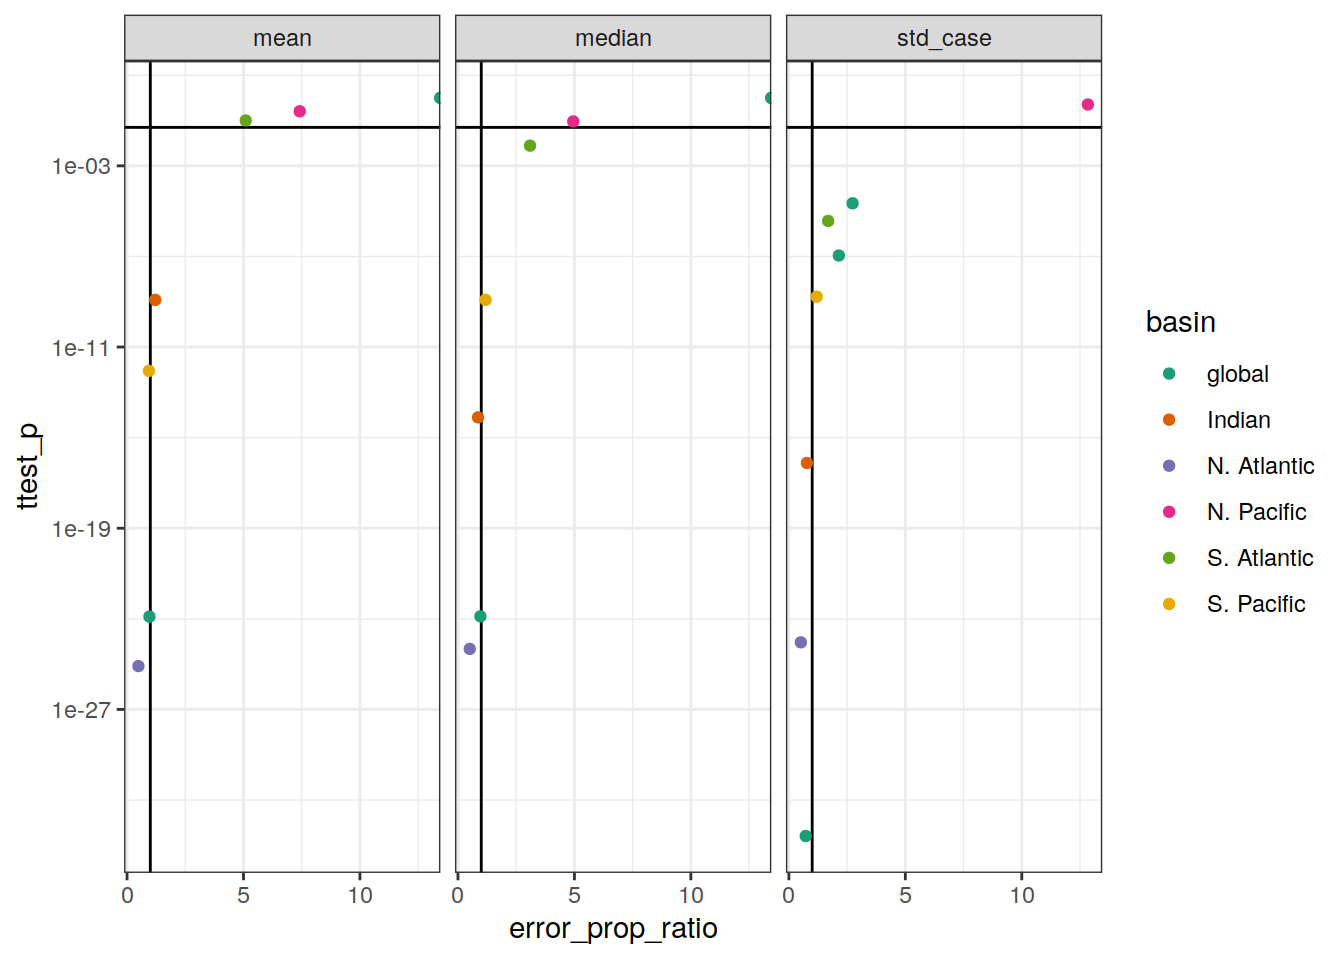 mean
median
std_case
1e-03
1e-11
1e-19
1e-27
ttest_p
0 5 10
0 5 10
0 5 10
error_prop_ratio
basin
global
Indian
N. Atlantic
N. Pacific
S. Atlantic
S. Pacific